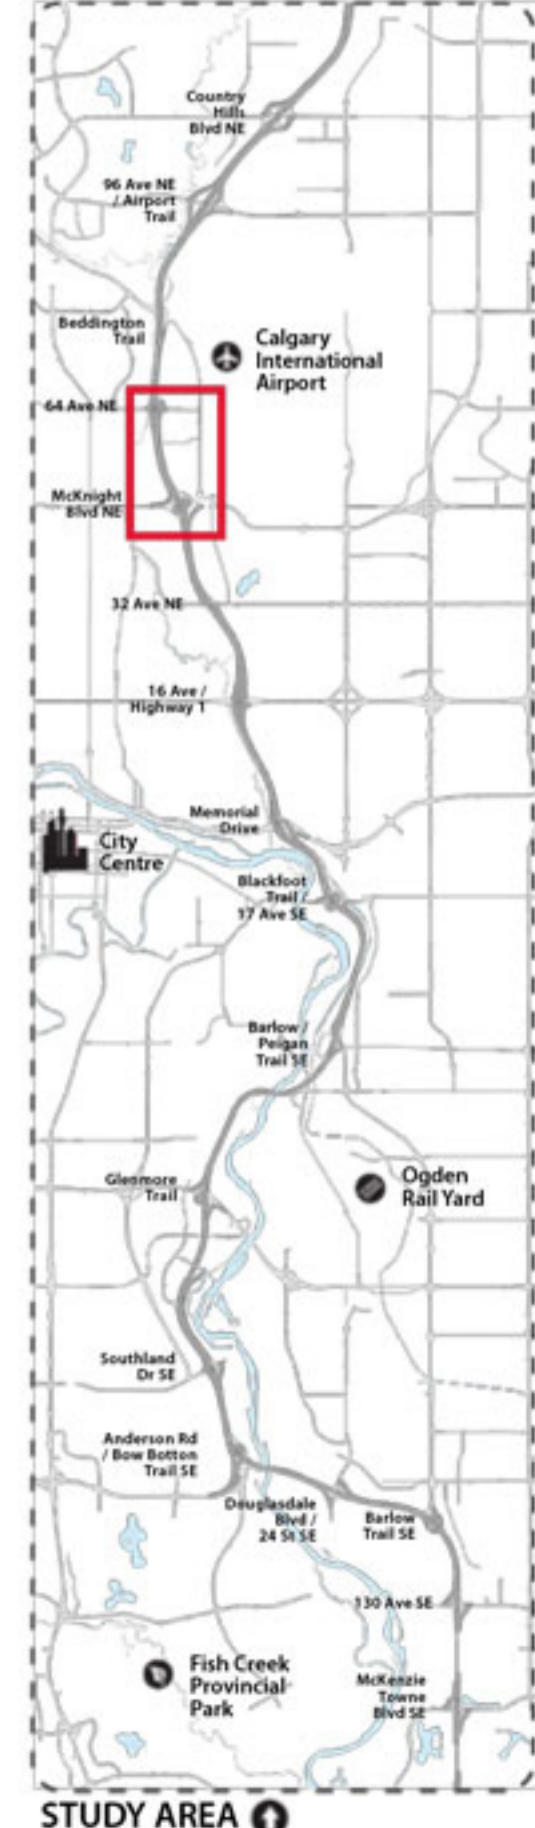 Country
Hills
Blvd NE
96 Ave NE
/ Airport
Trail
Beddington
Trail
Calgary
International
Airport
64 Ave NE
McKnight
Blvd NE
32 Ave NE
16 Ave /
Highway 1
Memorial
Drive
City
Centre
Blackfoot
Trail /
17 Ave SE
Barlow /
Peigan
Trail SE
Glenmore
Trail
Ogden
Rail Yard
Southland
Dr SE
Anderson Rd
/ Bow Botton
Trail SE
Douglasdale
Blvd /
24 St SE
Barlow
Trail SE
130 Ave SE
Fish Creek
Provincial
Park
McKenzie
Towne
Blvd SE
STUDY AREA